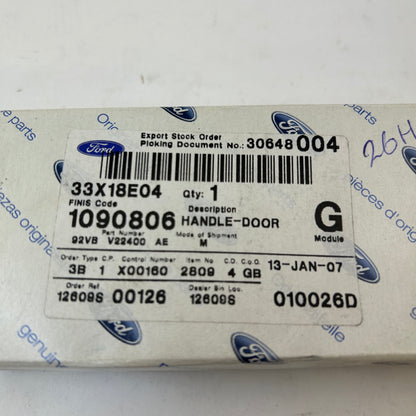 Export Stock Order
Picking Document No.: 30648 004
Ford
33X18E04 Qty: 1
FINIS Code Description
1090806 HANDLE-DOOR G
Part Number Mode of Shipment Module
92VB V22400 AE M
Order Type C.P. Control Number Item No C.D. C.o.O. 13-JAN-07
3B 1 X00160 2809 4 GB
Order Ref Dealer Bin Loc.
12609S 00126 12609S 010026D
26H
parts
Ford
pièces d'origine
piezas originales
genuine
Ford